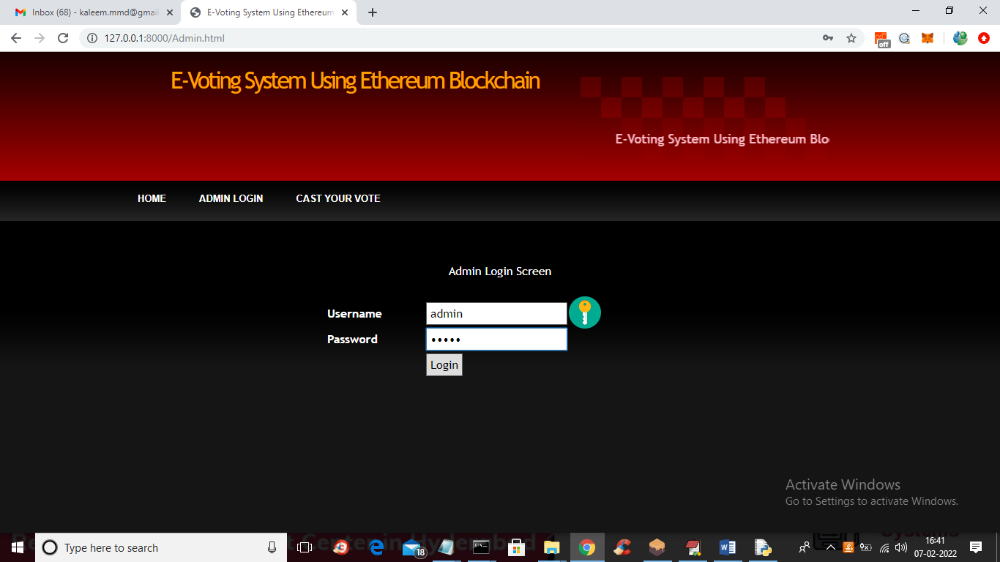 Inbox (68) - kaleem.mmd@gmail
E-Voting System Using Ethereum
127.0.0.1:8000/Admin.html
off
E-Voting System Using Ethereum Blockchain
E-Voting System Using Ethereum Blo
HOME
ADMIN LOGIN
CAST YOUR VOTE
Admin Login Screen
Username
admin
Password
•••••
Login
Activate Windows
Go to Settings to activate Windows.
Type here to search
18
16:41
07-02-2022